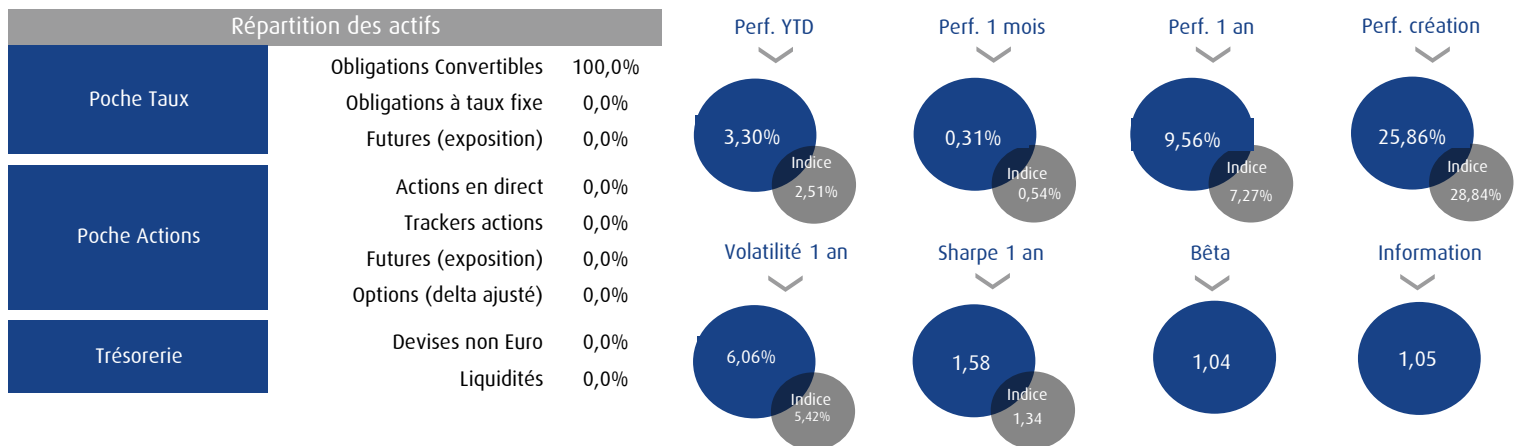 Répartition des actifs
Poche Taux
Obligations Convertibles 100,0%
Obligations à taux fixe 0,0%
Futures (exposition) 0,0%
Poche Actions
Actions en direct 0,0%
Trackers actions 0,0%
Futures (exposition) 0,0%
Options (delta ajusté) 0,0%
Trésorerie
Devises non Euro 0,0%
Liquidités 0,0%
Perf. YTD
3,30%
Indice
2,51%
Perf. 1 mois
0,31%
Indice
0,54%
Perf. 1 an
9,56%
Indice
7,27%
Perf. création
25,86%
Indice
28,84%
Volatilité 1 an
6,06%
Indice
5,42%
Sharpe 1 an
1,58
Indice
1,34
Bêta
1,04
Information
1,05